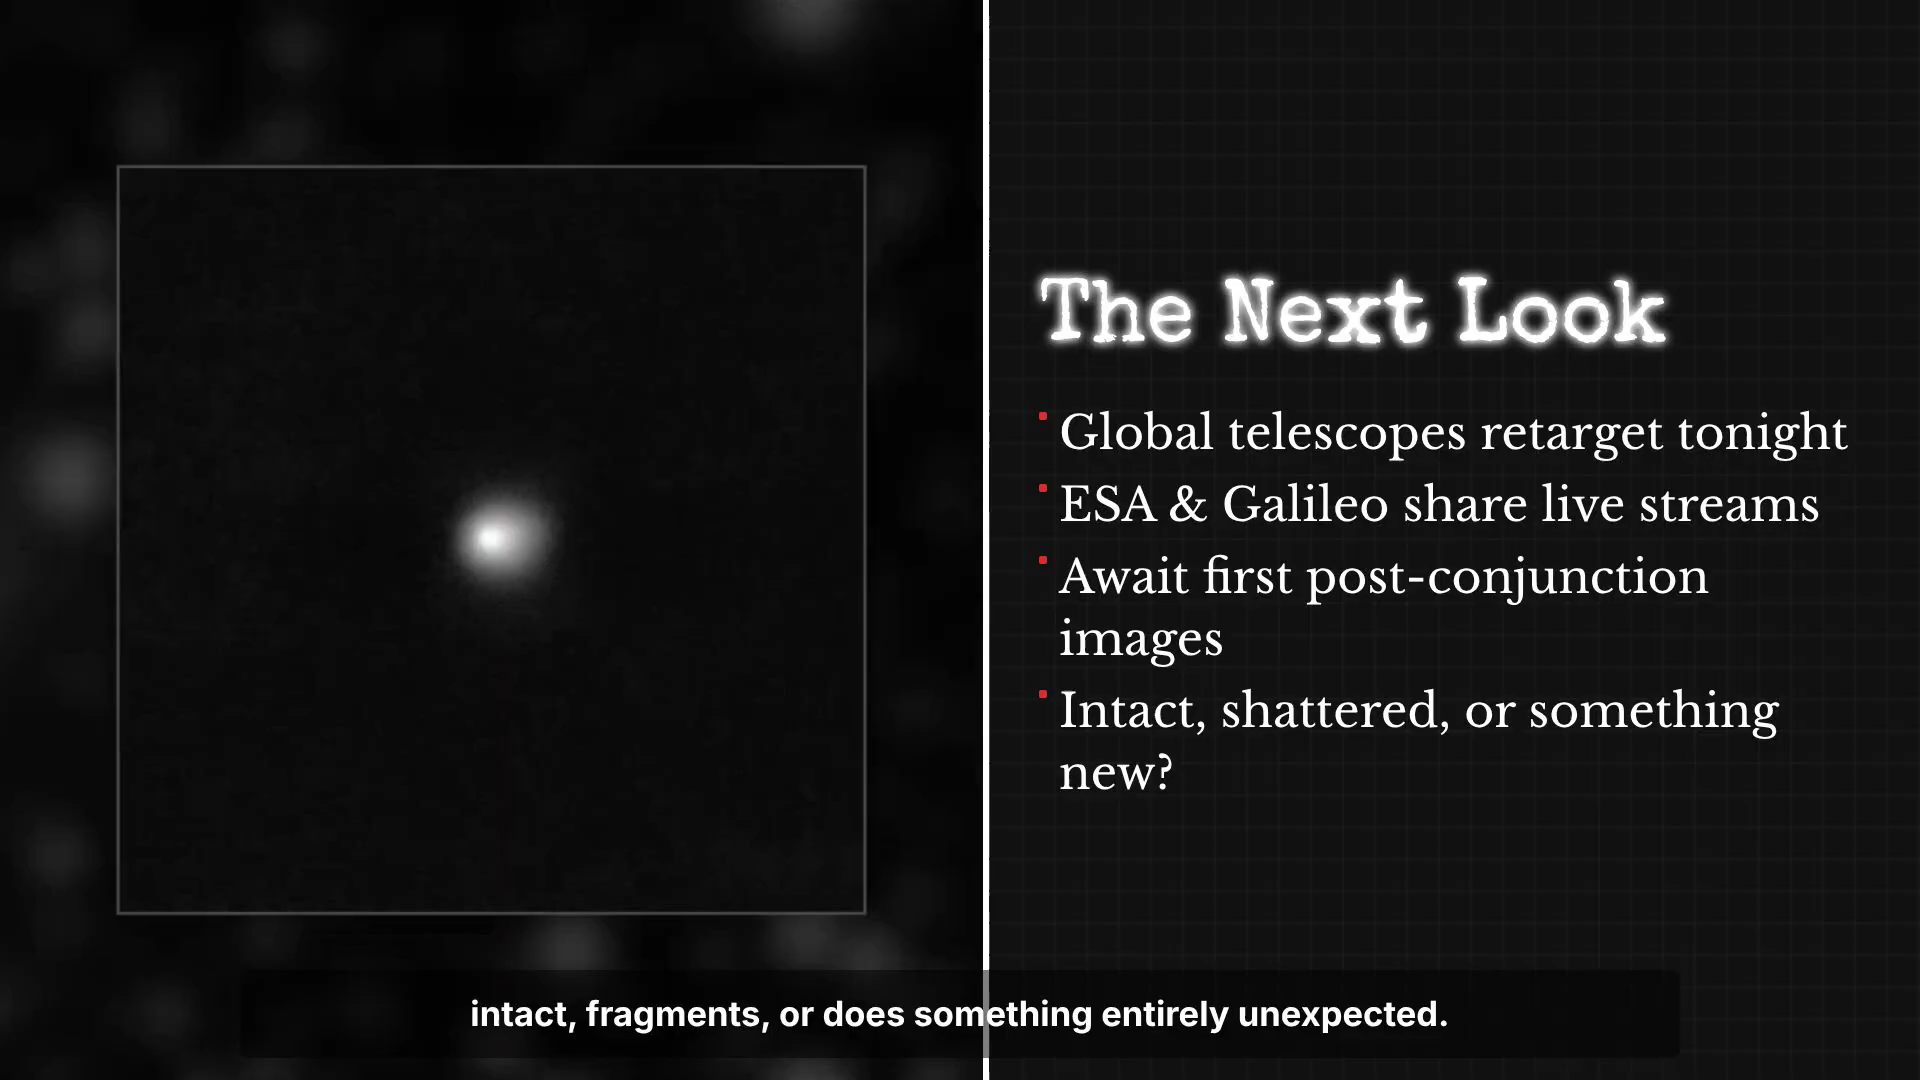 The Next Look
Global telescopes retarget tonight
ESA & Galileo share live streams
Await first post-conjunction
images
Intact, shattered, or something
new?
intact, fragments, or does something entirely unexpected.